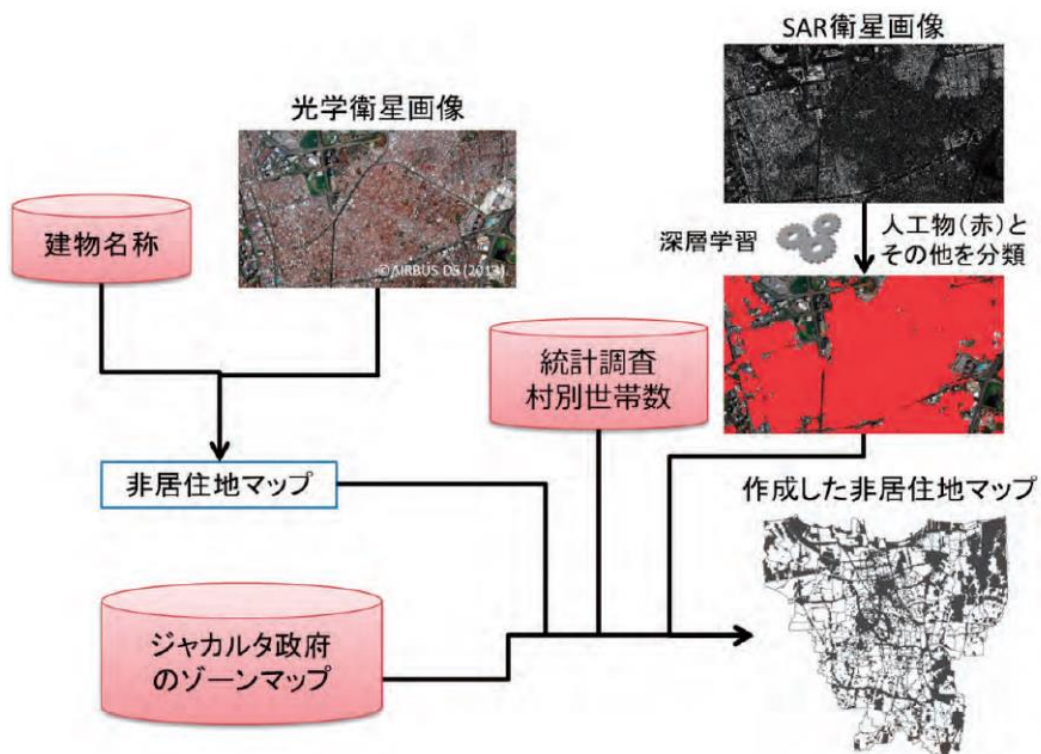 SAR衛星画像
光学衛星画像
建物名称
©AIRBUS DS (2013)
深層学習
人工物(赤)と
その他を分類
統計調査
村別世帯数
非居住地マップ
作成した非居住地マップ
ジャカルタ政府
のゾーンマップ